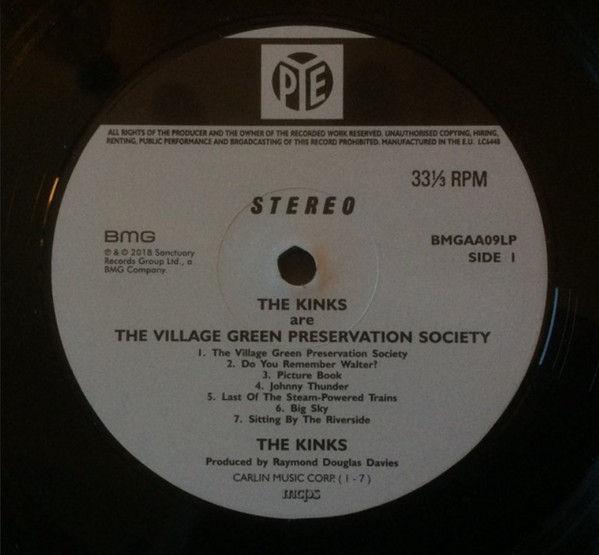 PYE
ALL RIGHTS OF THE PRODUCER AND THE OWNER OF THE RECORDED WORK RESERVED. UNAUTHORISED COPYING, HIRING,
RENTING, PUBLIC PERFORMANCE AND BROADCASTING OF THIS RECORD PROHIBITED. MANUFACTURED IN THE E.U. LC6448
33⅓ RPM
STEREO
BMG
℗ & © 2018 Sanctuary
Records Group Ltd., a
BMG Company
BMGAA09LP
SIDE 1
THE KINKS
are
THE VILLAGE GREEN PRESERVATION SOCIETY
1. The Village Green Preservation Society
2. Do You Remember Walter?
3. Picture Book
4. Johnny Thunder
5. Last Of The Steam-Powered Trains
6. Big Sky
7. Sitting By The Riverside
THE KINKS
Produced by Raymond Douglas Davies
CARLIN MUSIC CORP. ( 1 - 7 )
mcps